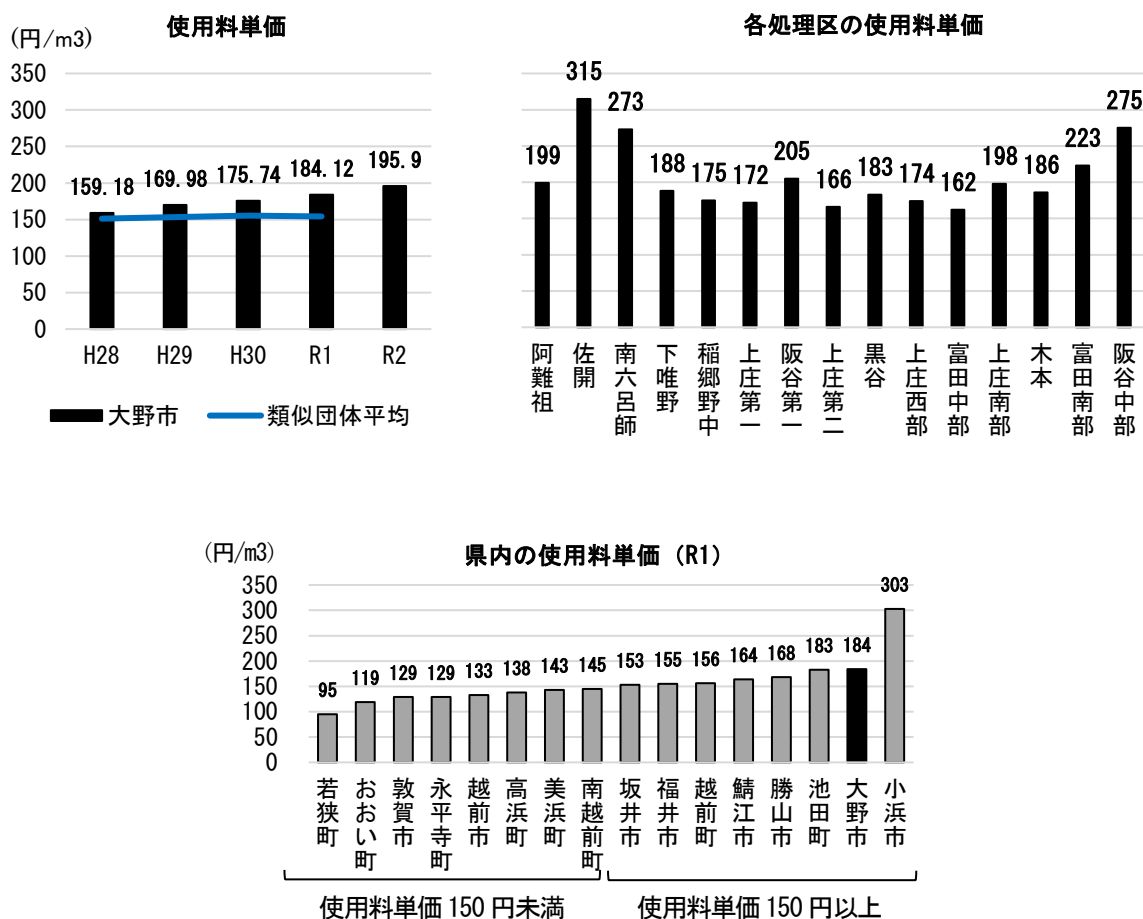 使用料単価
(円/m3)
350
300
250
200
150
100
50
0
159.18
169.98
175.74
184.12
195.9
H28
H29
H30
R1
R2
大野市
類似団体平均
各処理区の使用料単価
199
315
273
188
175
172
205
166
183
174
162
198
186
223
275
阿難祖
佐開
南六呂師
下唯野
稲郷野中
上庄第一
阪谷第一
上庄第二
黒谷
上庄西部
富田中部
上庄南部
木本
富田南部
阪谷中部
(円/m3)
県内の使用料単価（R1）
350
300
250
200
150
100
50
0
95
119
129
129
133
138
143
145
153
155
156
164
168
183
184
303
若狭町
おおい町
敦賀市
永平寺町
越前市
高浜町
美浜町
南越前町
坂井市
福井市
越前町
鯖江市
勝山市
池田町
大野市
小浜市
使用料単価 150 円未満
使用料単価 150 円以上